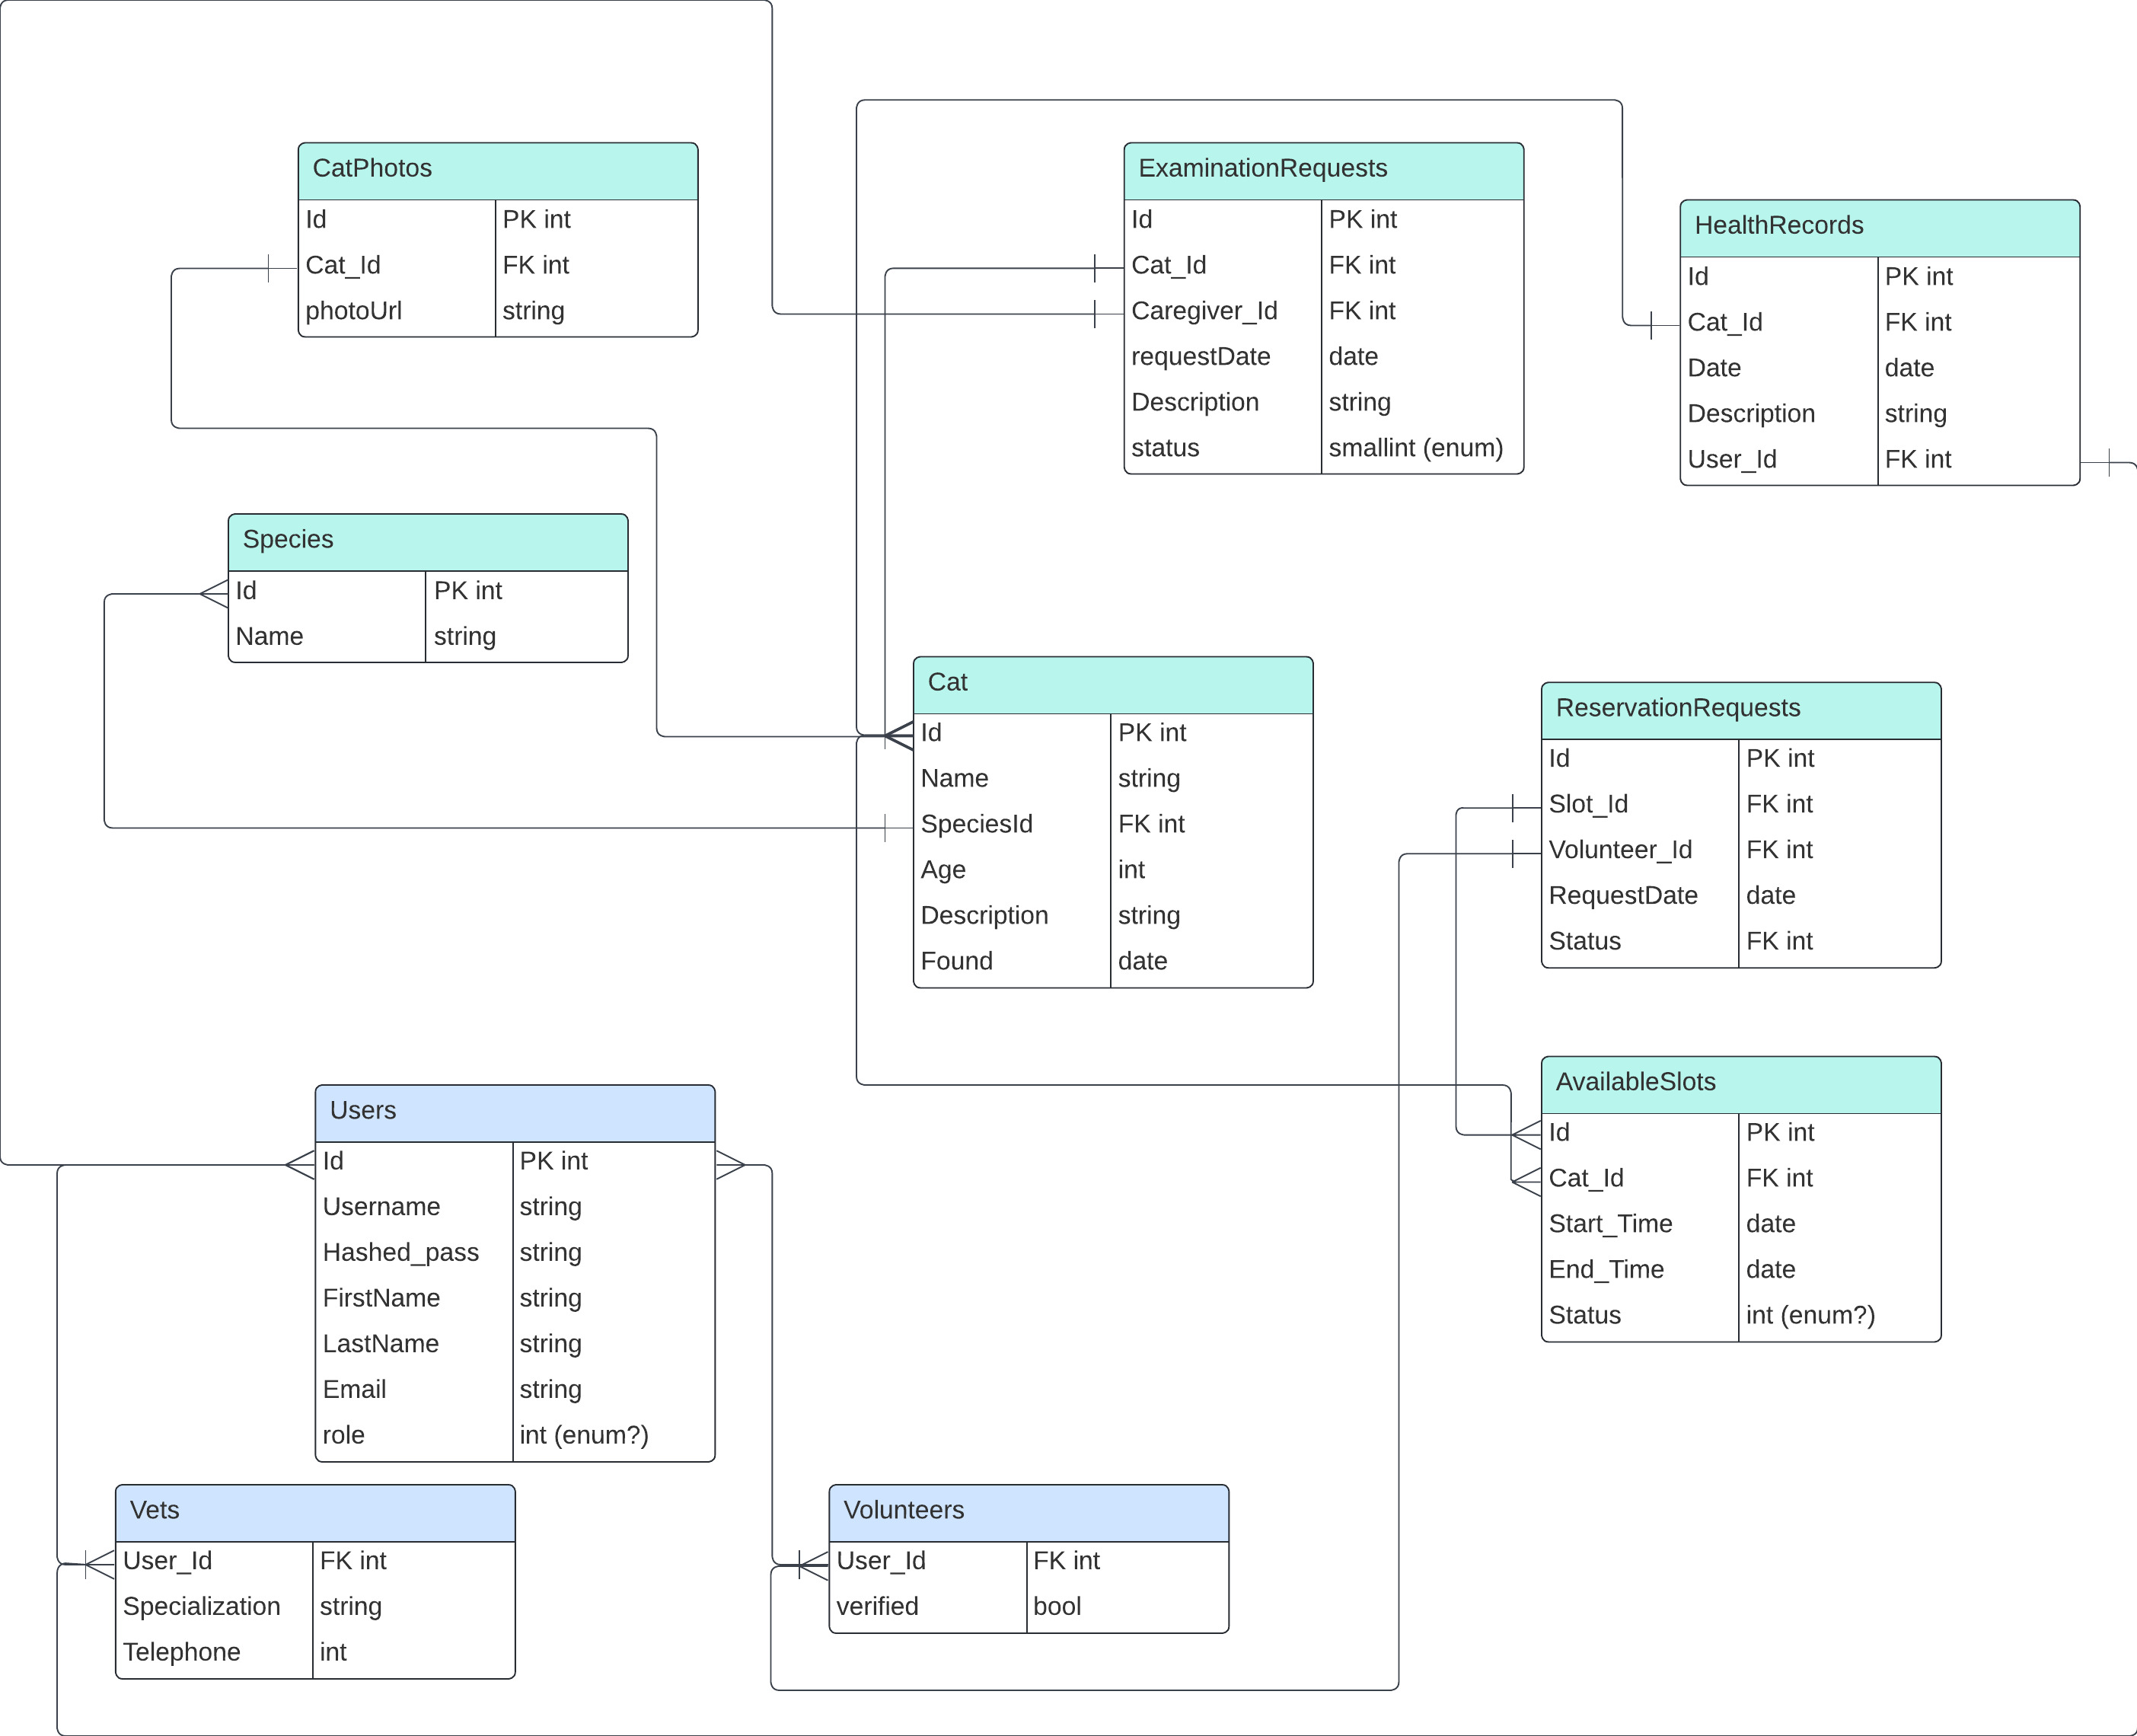 CatPhotos
Id PK int
Cat_Id FK int
photoUrl string
ExaminationRequests
Id PK int
Cat_Id FK int
Caregiver_Id FK int
requestDate date
Description string
status smallint (enum)
HealthRecords
Id PK int
Cat_Id FK int
Date date
Description string
User_Id FK int
Species
Id PK int
Name string
Cat
Id PK int
Name string
SpeciesId FK int
Age int
Description string
Found date
ReservationRequests
Id PK int
Slot_Id FK int
Volunteer_Id FK int
RequestDate date
Status FK int
AvailableSlots
Id PK int
Cat_Id FK int
Start_Time date
End_Time date
Status int (enum?)
Users
Id PK int
Username string
Hashed_pass string
FirstName string
LastName string
Email string
role int (enum?)
Vets
User_Id FK int
Specialization string
Telephone int
Volunteers
User_Id FK int
verified bool